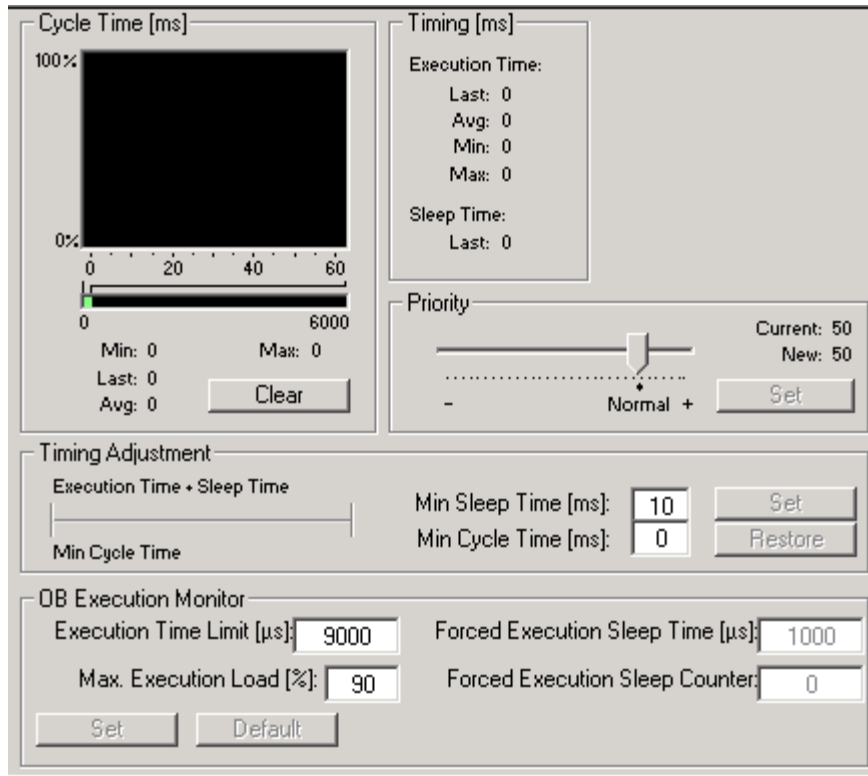 Cycle Time [ms]
100%
0%
0 20 40 60
0 6000
Min: 0 Max: 0
Last: 0
Avg: 0
Clear
Timing [ms]
Execution Time:
Last: 0
Avg: 0
Min: 0
Max: 0
Sleep Time:
Last: 0
Priority
Current: 50
New: 50
- Normal +
Set
Timing Adjustment
Execution Time + Sleep Time
Min Cycle Time
Min Sleep Time [ms]: 10 Set
Min Cycle Time [ms]: 0 Restore
OB Execution Monitor
Execution Time Limit [µs]: 9000 Forced Execution Sleep Time [µs]: 1000
Max. Execution Load [%]: 90 Forced Execution Sleep Counter: 0
Set Default